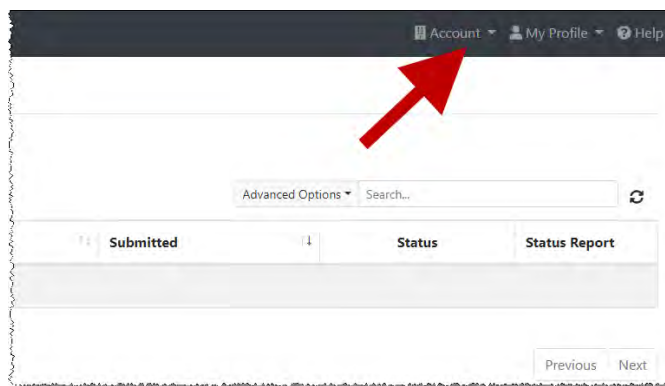 Account My Profile Help
Advanced Options Search...
Submitted Status Status Report
Previous Next